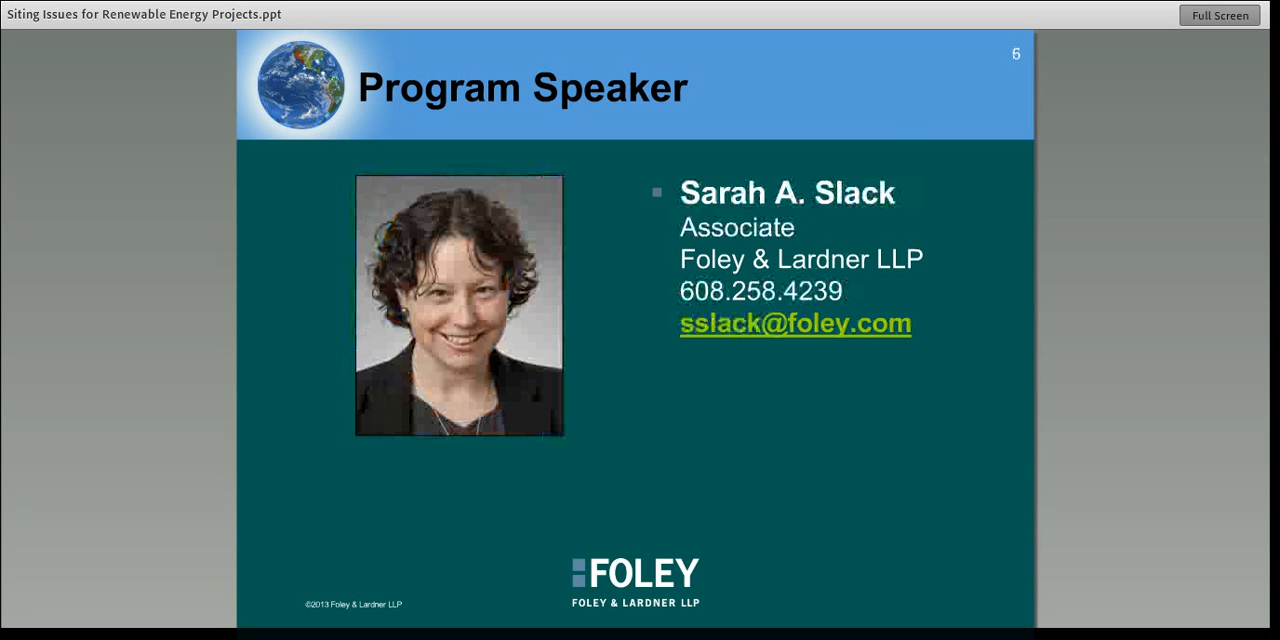 Siting Issues for Renewable Energy Projects.ppt
Full Screen
6
Program Speaker
Sarah A. Slack
Associate
Foley & Lardner LLP
608.258.4239
sslack@foley.com
FOLEY
FOLEY & LARDNER LLP
©2013 Foley & Lardner LLP